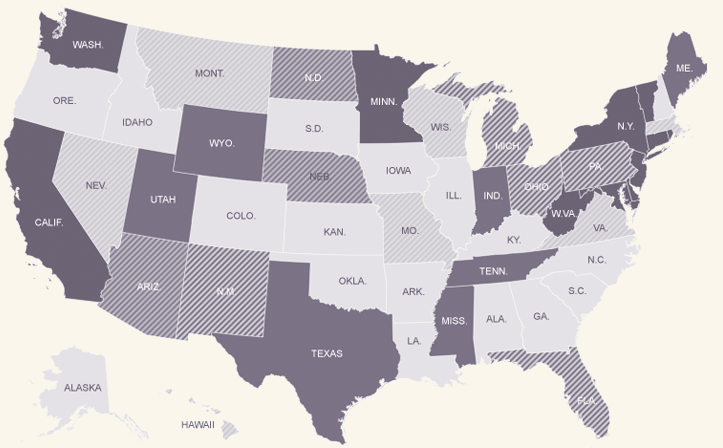 WASH.
ORE.
IDAHO
MONT.
N.D.
MINN.
WIS.
MICH.
N.Y.
ME.
S.D.
WYO.
NEB.
IOWA
ILL.
IND.
OHIO
PA.
NEV.
UTAH
COLO.
KAN.
MO.
KY.
W.VA.
VA.
CALIF.
ARIZ.
N.M.
OKLA.
ARK.
TENN.
N.C.
S.C.
TEXAS
LA.
MISS.
ALA.
GA.
FLA.
ALASKA
HAWAII